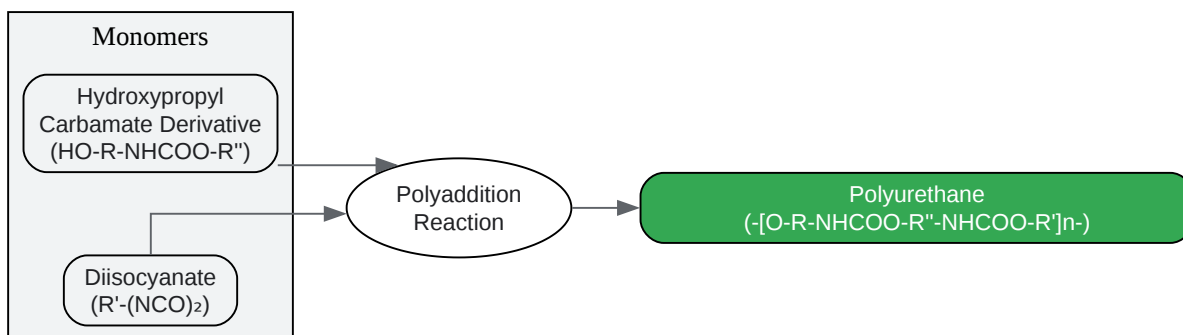 Monomers
Hydroxypropyl
Carbamate Derivative
(HO-R-NHCOO-R")
Diisocyanate
(R'-(NCO)₂)
Polyaddition
Reaction
Polyurethane
(-[O-R-NHCOO-R"-NHCOO-R']n-)